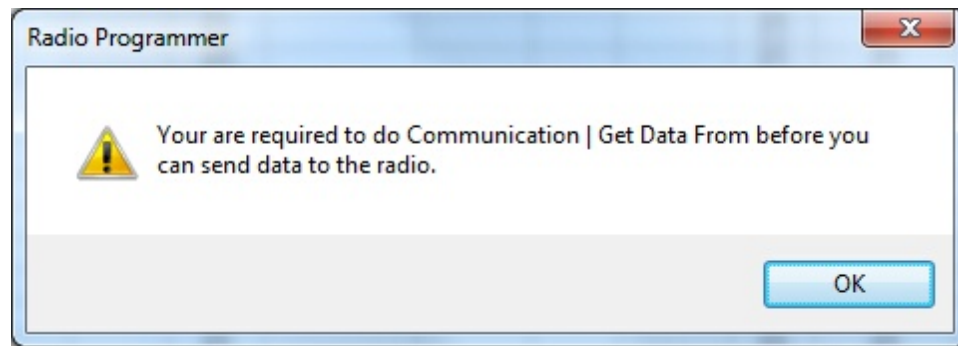 Radio Programmer
Your are required to do Communication | Get Data From before you
can send data to the radio.
OK